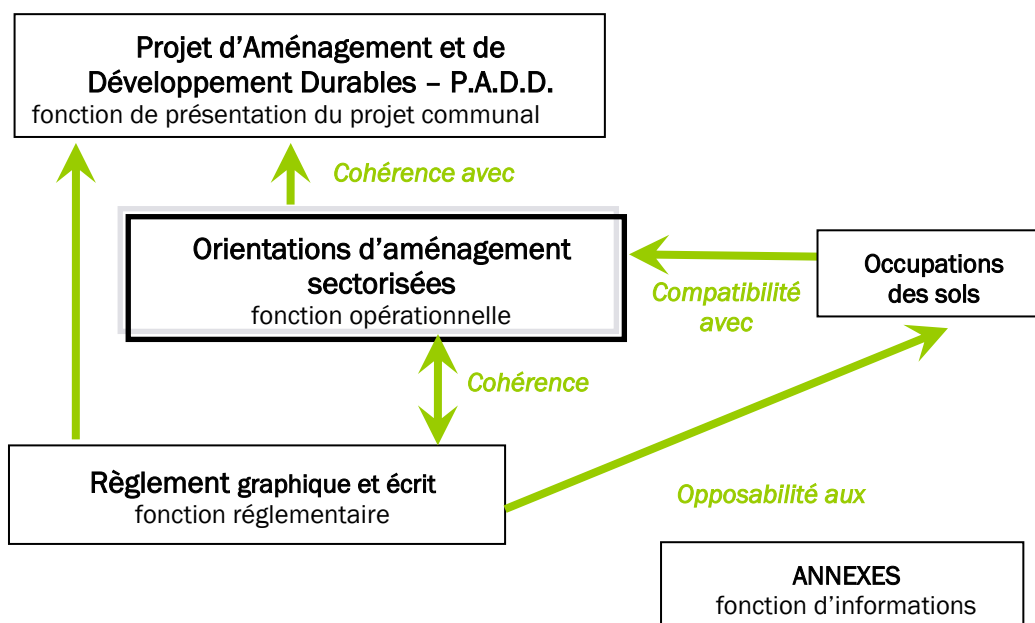 Projet d’Aménagement et de
Développement Durables – P.A.D.D.
fonction de présentation du projet communal
Cohérence avec
Orientations d’aménagement
sectorisées
fonction opérationnelle
Occupations
des sols
Compatibilité
avec
Cohérence
Règlement graphique et écrit
fonction réglementaire
Opposabilité aux
ANNEXES
fonction d’informations